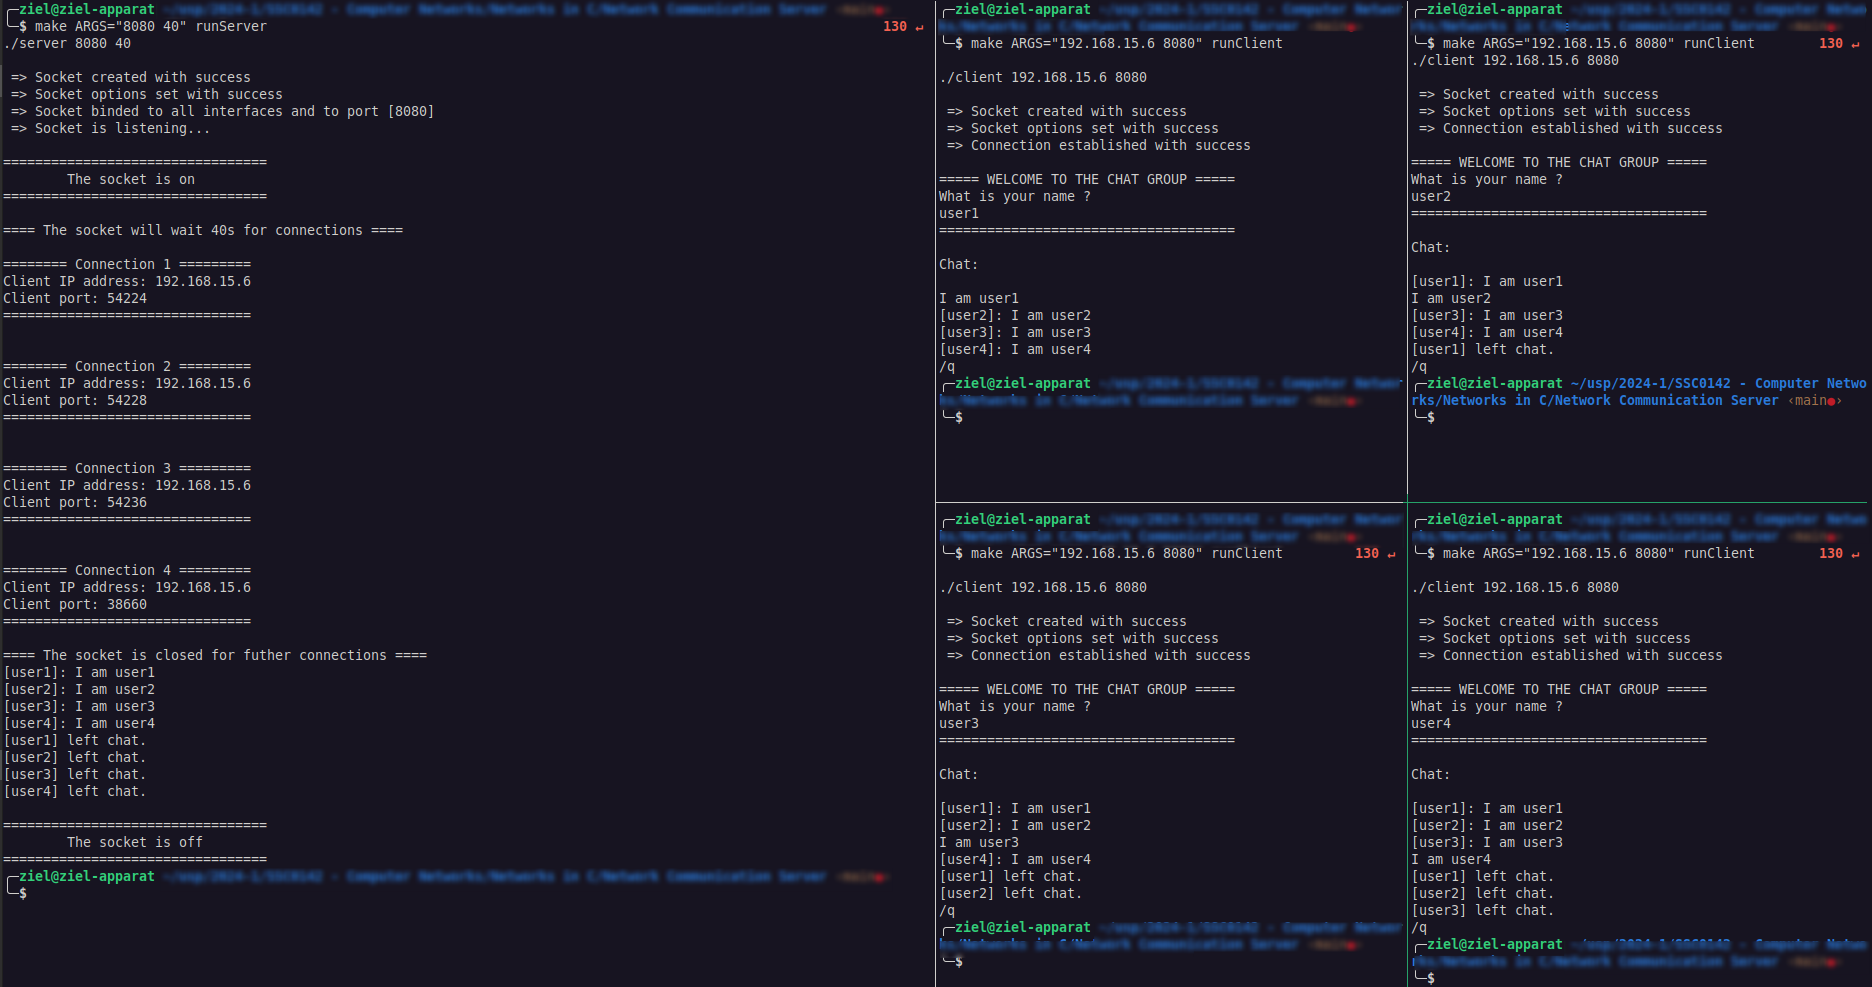 ╭─ziel@ziel-apparat
╰─$ make ARGS="8080 40" runServer 130 ↵
./server 8080 40
=> Socket created with success
=> Socket options set with success
=> Socket binded to all interfaces and to port [8080]
=> Socket is listening...
=================================
The socket is on
=================================
==== The socket will wait 40s for connections ====
======== Connection 1 =========
Client IP address: 192.168.15.6
Client port: 54224
===============================
======== Connection 2 =========
Client IP address: 192.168.15.6
Client port: 54228
===============================
======== Connection 3 =========
Client IP address: 192.168.15.6
Client port: 54236
===============================
======== Connection 4 =========
Client IP address: 192.168.15.6
Client port: 38660
===============================
==== The socket is closed for futher connections ====
[user1]: I am user1
[user2]: I am user2
[user3]: I am user3
[user4]: I am user4
[user1] left chat.
[user2] left chat.
[user3] left chat.
[user4] left chat.
=================================
The socket is off
=================================
╭─ziel@ziel-apparat
╰─$
╭─ziel@ziel-apparat
╰─$ make ARGS="192.168.15.6 8080" runClient
./client 192.168.15.6 8080
=> Socket created with success
=> Socket options set with success
=> Connection established with success
===== WELCOME TO THE CHAT GROUP =====
What is your name ?
user1
=====================================
Chat:
I am user1
[user2]: I am user2
[user3]: I am user3
[user4]: I am user4
/q
╭─ziel@ziel-apparat
╰─$
╭─ziel@ziel-apparat
╰─$ make ARGS="192.168.15.6 8080" runClient 130 ↵
./client 192.168.15.6 8080
=> Socket created with success
=> Socket options set with success
=> Connection established with success
===== WELCOME TO THE CHAT GROUP =====
What is your name ?
user2
=====================================
Chat:
[user1]: I am user1
I am user2
[user3]: I am user3
[user4]: I am user4
[user1] left chat.
/q
╭─ziel@ziel-apparat ~/usp/2024-1/SSC0142 - Computer Netwo
rks/Networks in C/Network Communication Server ‹main●›
╰─$
╭─ziel@ziel-apparat
╰─$ make ARGS="192.168.15.6 8080" runClient 130 ↵
./client 192.168.15.6 8080
=> Socket created with success
=> Socket options set with success
=> Connection established with success
===== WELCOME TO THE CHAT GROUP =====
What is your name ?
user3
=====================================
Chat:
[user1]: I am user1
[user2]: I am user2
I am user3
[user4]: I am user4
[user1] left chat.
[user2] left chat.
/q
╭─ziel@ziel-apparat
╰─$
╭─ziel@ziel-apparat
╰─$ make ARGS="192.168.15.6 8080" runClient 130 ↵
./client 192.168.15.6 8080
=> Socket created with success
=> Socket options set with success
=> Connection established with success
===== WELCOME TO THE CHAT GROUP =====
What is your name ?
user4
=====================================
Chat:
[user1]: I am user1
[user2]: I am user2
[user3]: I am user3
I am user4
[user1] left chat.
[user2] left chat.
[user3] left chat.
/q
╭─ziel@ziel-apparat
╰─$